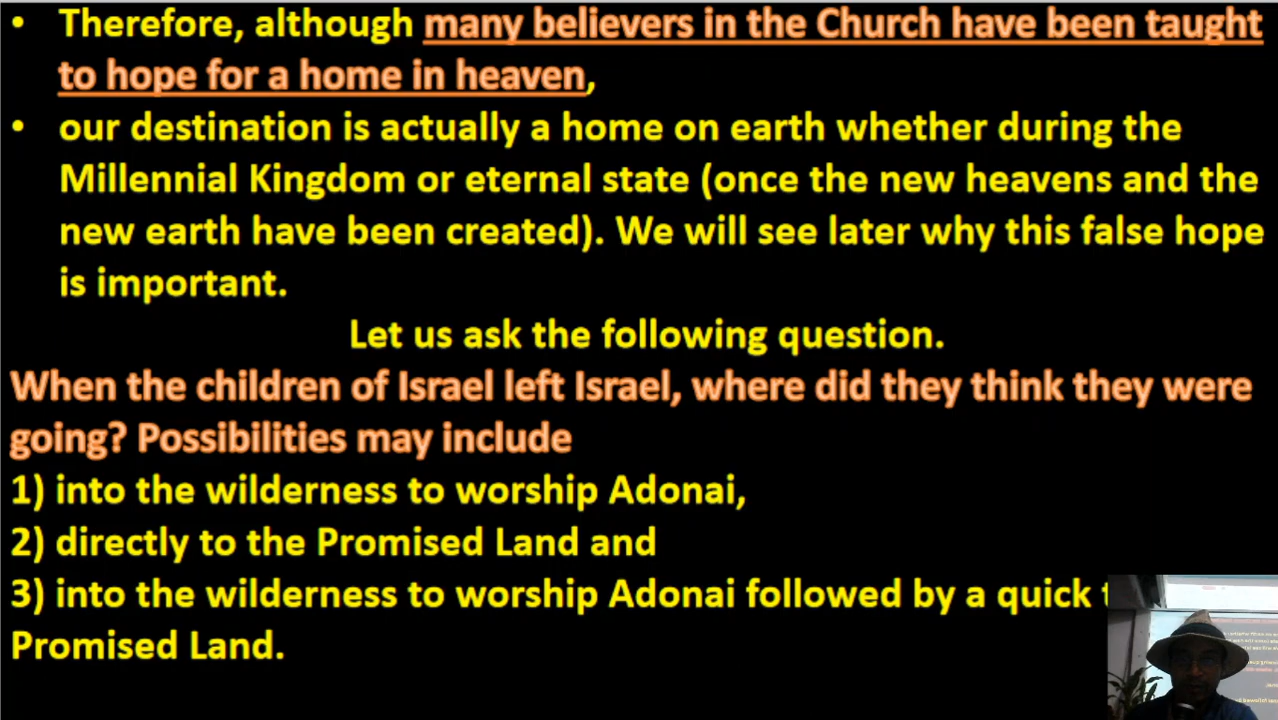 • Therefore, although many believers in the Church have been taught
to hope for a home in heaven,
• our destination is actually a home on earth whether during the
Millennial Kingdom or eternal state (once the new heavens and the
new earth have been created). We will see later why this false hope
is important.
Let us ask the following question.
When the children of Israel left Israel, where did they think they were
going? Possibilities may include
1) into the wilderness to worship Adonai,
2) directly to the Promised Land and
3) into the wilderness to worship Adonai followed by a quick
Promised Land.